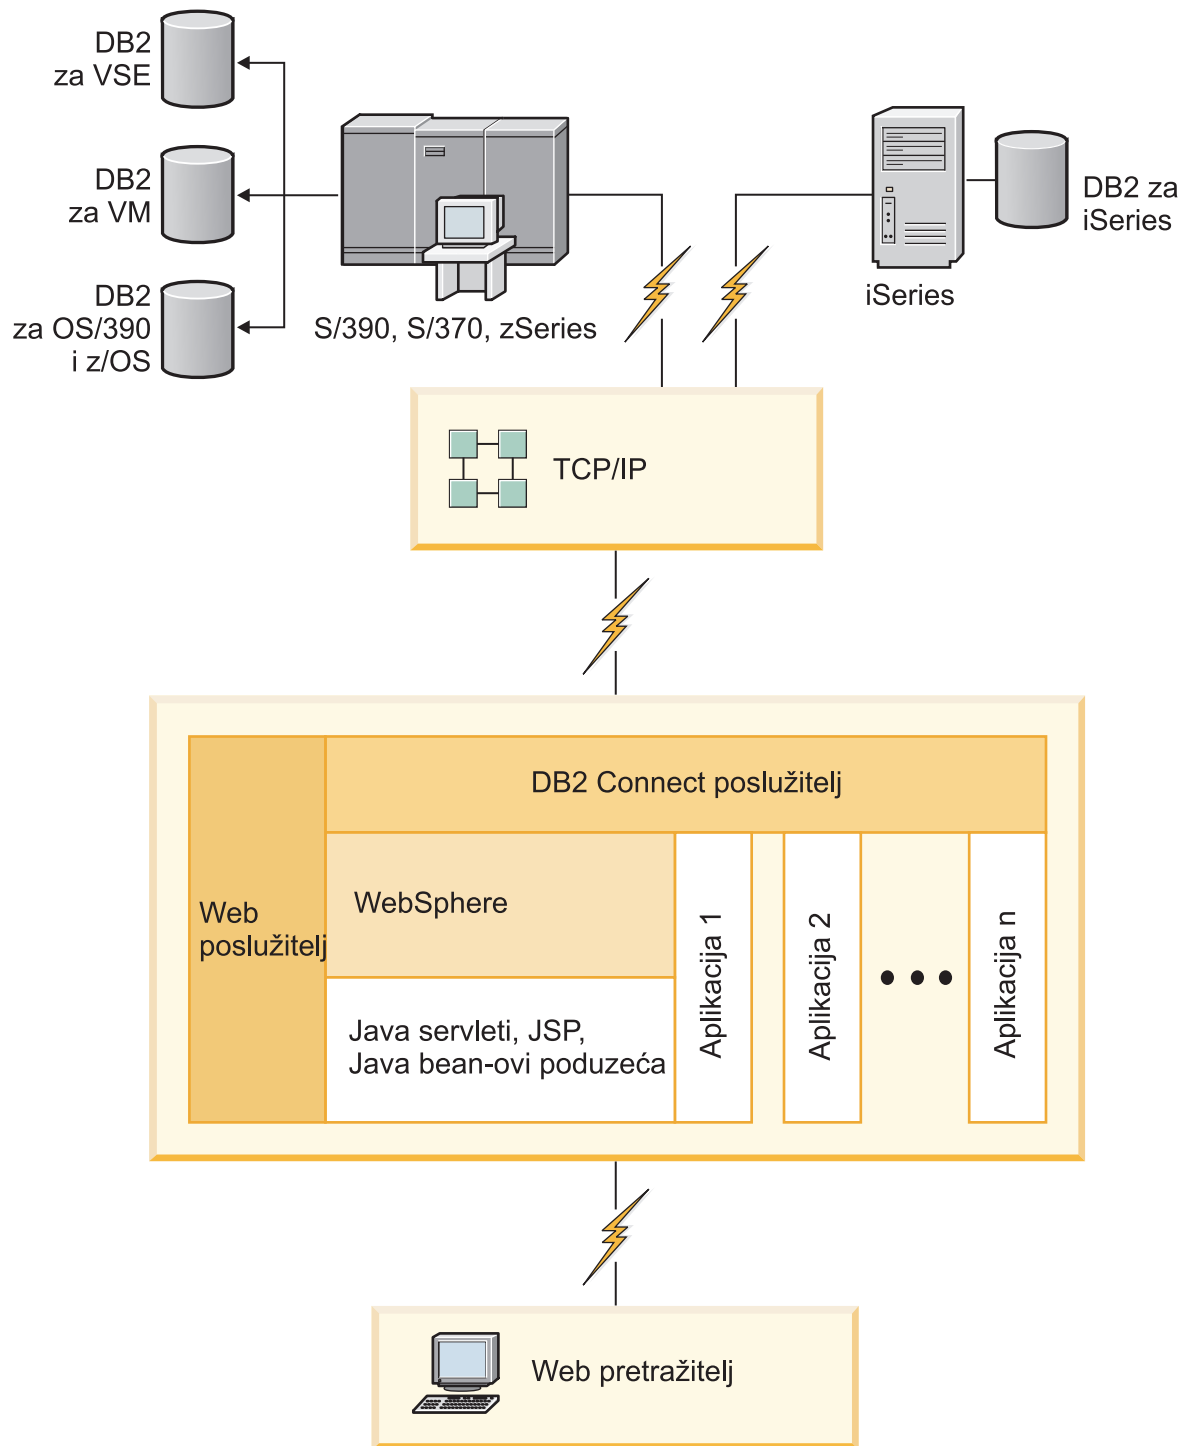 DB2
za VSE
DB2
za VM
DB2
za OS/390
i z/OS
S/390, S/370, zSeries
iSeries
DB2 za
iSeries
TCP/IP
DB2 Connect poslužitelj
Web
poslužitelj
WebSphere
Java servleti, JSP,
Java bean-ovi poduzeća
Aplikacija 1
Aplikacija 2
Aplikacija n
Web pretražitelj